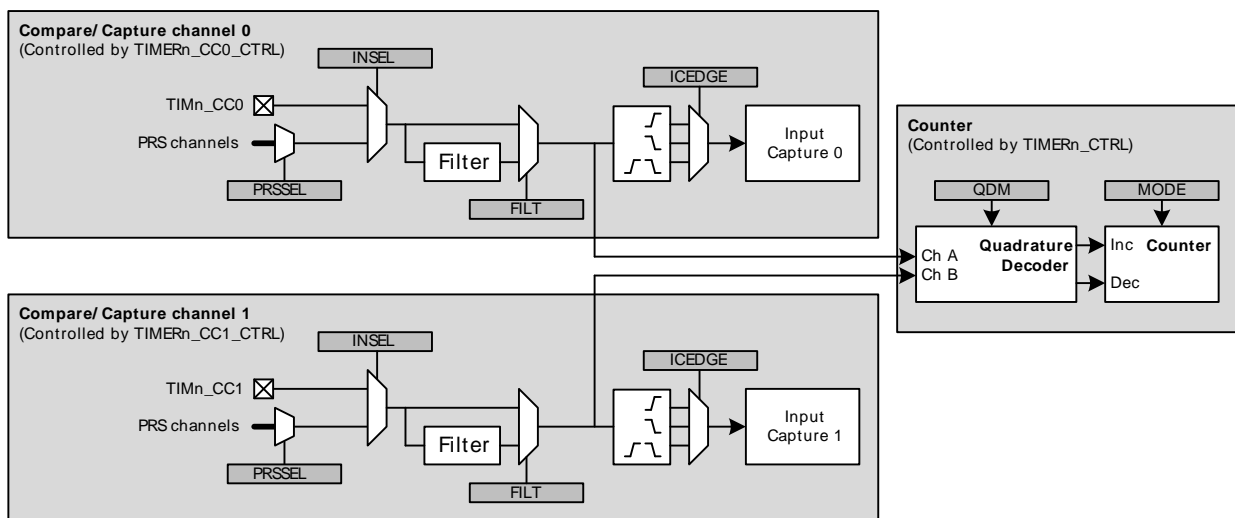 Compare/ Capture channel 0
(Controlled by TIMERn_CC0_CTRL)
INSEL
ICEDGE
TIMn_CC0
PRS channels
Filter
Input
Capture 0
PRSSEL
FILT
Counter
(Controlled by TIMERn_CTRL)
QDM
MODE
Ch A
Ch B
Quadrature
Decoder
Inc
Counter
Dec
Compare/ Capture channel 1
(Controlled by TIMERn_CC1_CTRL)
INSEL
ICEDGE
TIMn_CC1
PRS channels
Filter
Input
Capture 1
PRSSEL
FILT